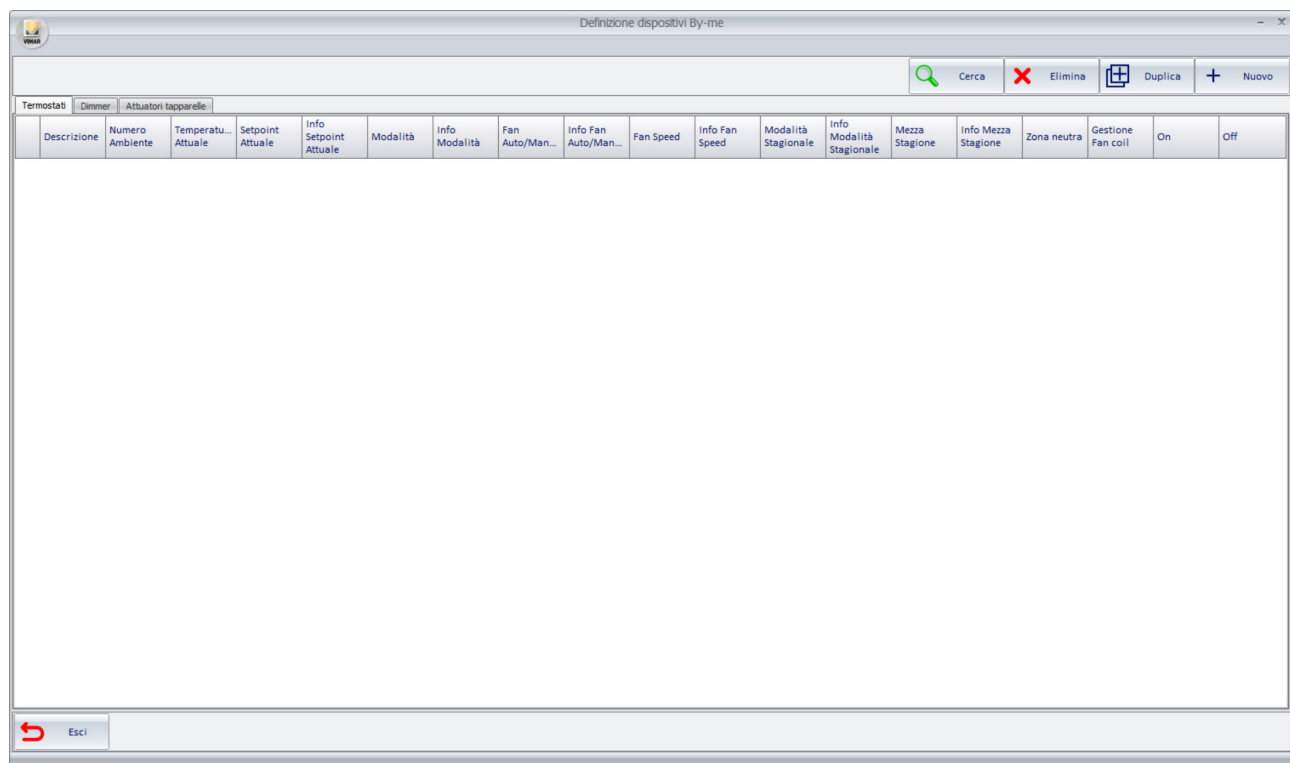 Definizione dispositivi By-me
VIMAR
Cerca
Elimina
Duplica
Nuovo
Termostati
Dimmer
Attuatori tapparelle
Descrizione
Numero
Ambiente
Temperatu...
Attuale
Setpoint
Attuale
Info
Setpoint
Attuale
Modalità
Info
Modalità
Fan
Auto/Man...
Info Fan
Auto/Man...
Fan Speed
Info Fan
Speed
Modalità
Stagionale
Info
Modalità
Stagionale
Mezza
Stagione
Info Mezza
Stagione
Zona neutra
Gestione
Fan coil
On
Off
Esci